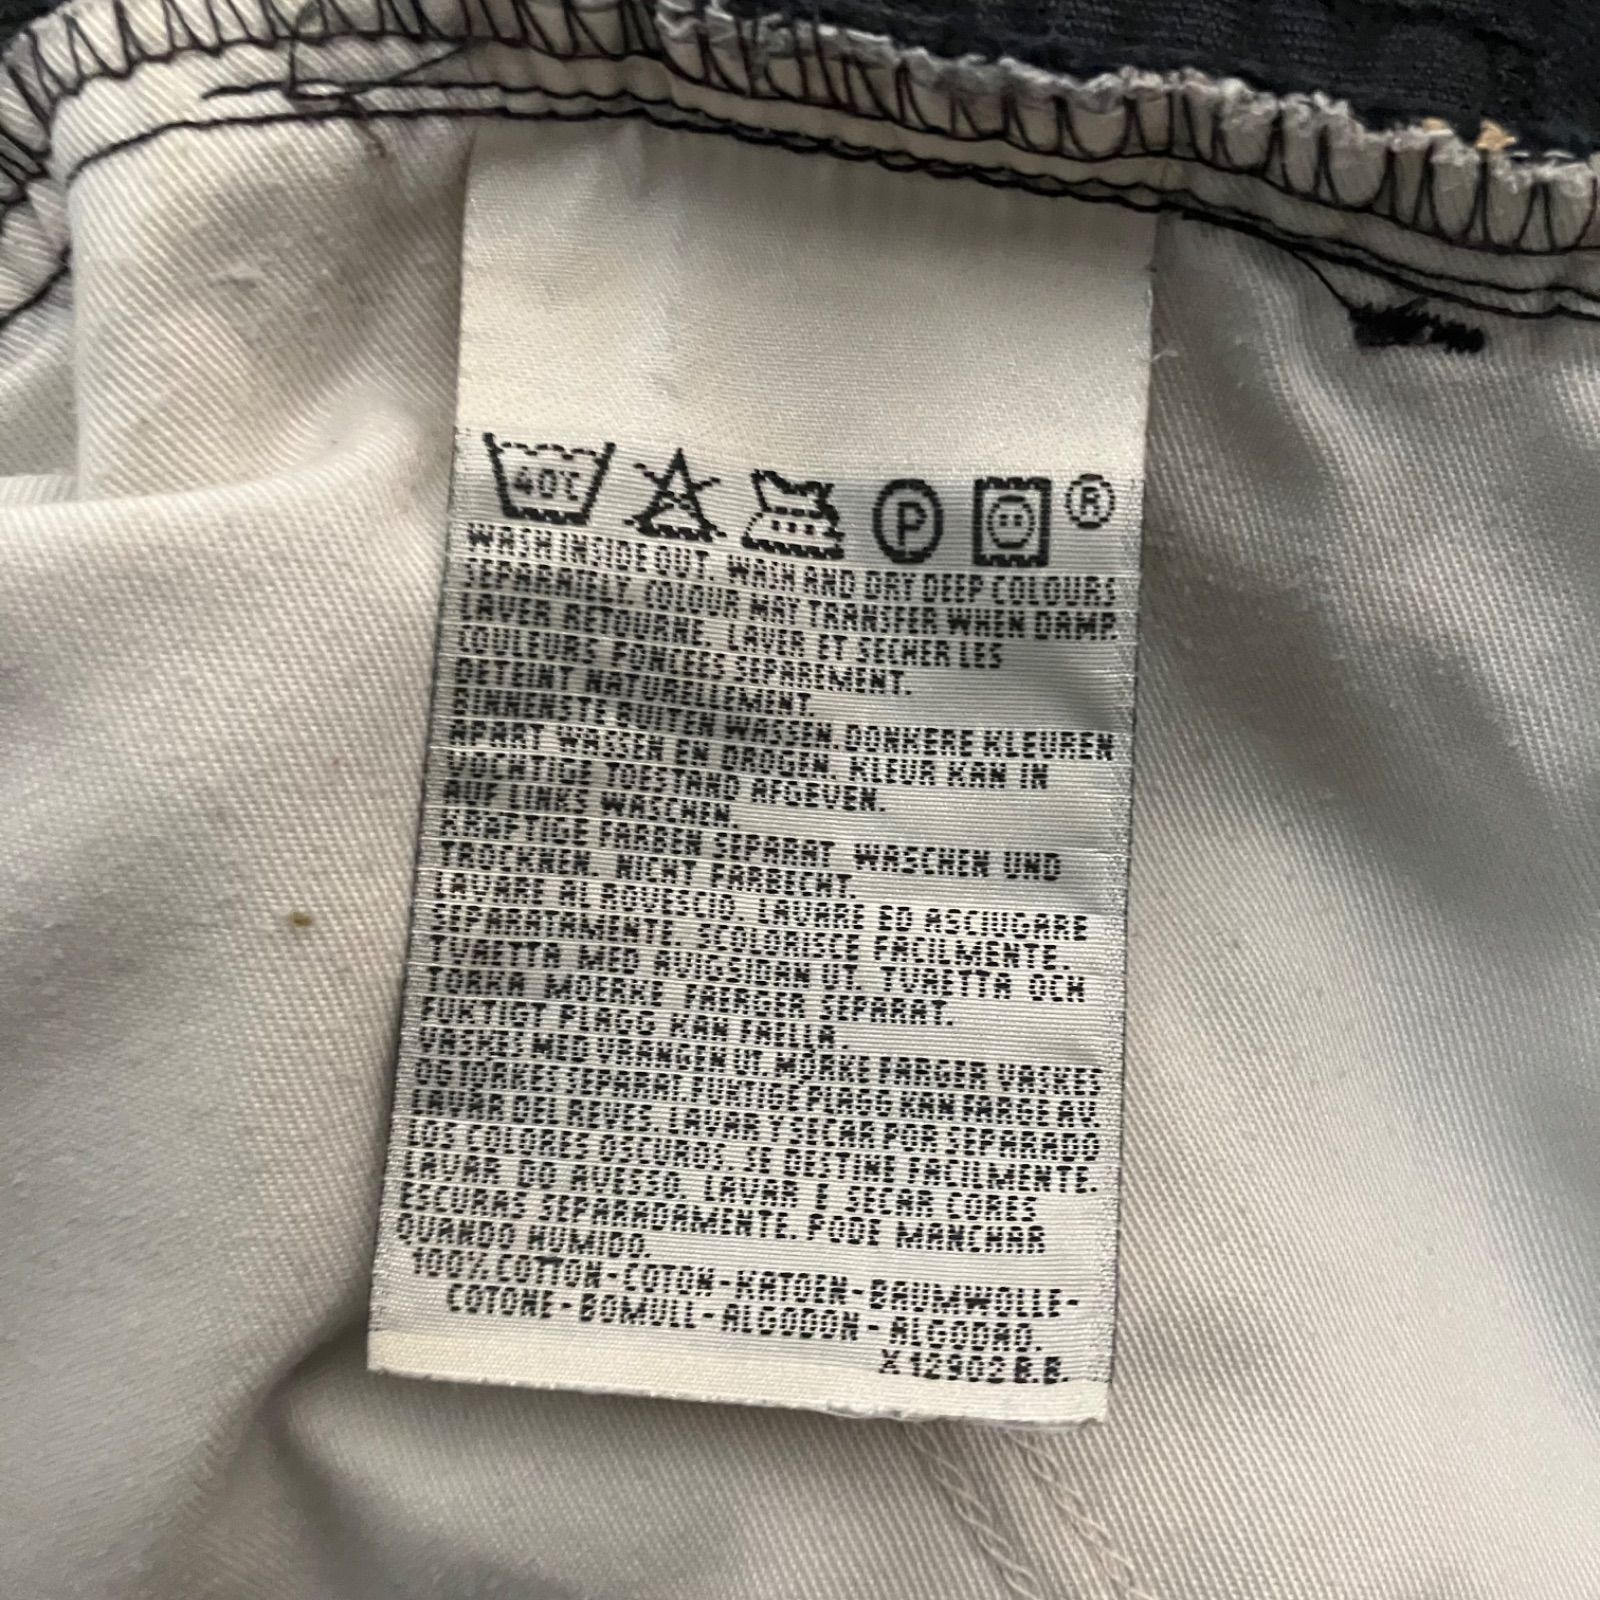 40°C P ®
WASH INSIDE OUT. WASH AND DRY DEEP COLOURS
SEPARATELY. COLOUR MAY TRANSFER WHEN DAMP.
LAVER RETOURNE. LAVER ET SECHER LES
COULEURS FONCEES SEPAREMENT.
DETEINT NATURELLEMENT.
BINNENSTE BUITEN WASSEN. DONKERE KLEUREN
APART WASSEN EN DROGEN. KLEUR KAN IN
VOCHTIGE TOESTAND AFGEVEN.
AUF LINKS WASCHEN.
KRAFTIGE FARBEN SEPARAT WASCHEN UND
TROCKNEN. NICHT FARBECHT.
LAVARE AL ROVESCIO. LAVARE ED ASCIUGARE
SEPARATAMENTE. SCOLORISCE FACILMENTE.
TVAETTA MED AVIGSIDAN UT. TVAETTA OCH
TORKA MOERKE FAERGER SEPARAT.
FUKTIGT PLAGG KAN FAELLA.
VASKES MED VRANGEN UT. MORKE FARGER VASKES
OG TORKES SEPARAT. FUKTIGE PLAGG KAN FARGE AV.
LAVAR DEL REVES. LAVAR Y SECAR POR SEPARADO
LOS COLORES OSCUROS. SE DESTINE FACILMENTE.
LAVAR DO AVESSO. LAVAR E SECAR CORES
ESCURAS SEPARADAMENTE. PODE MANCHAR
QUANDO HUMIDO.
100% COTTON-COTON-KATOEN-BAUMWOLLE-
COTONE-BOMULL-ALGODON-ALGODAO.
X12902 B.B.